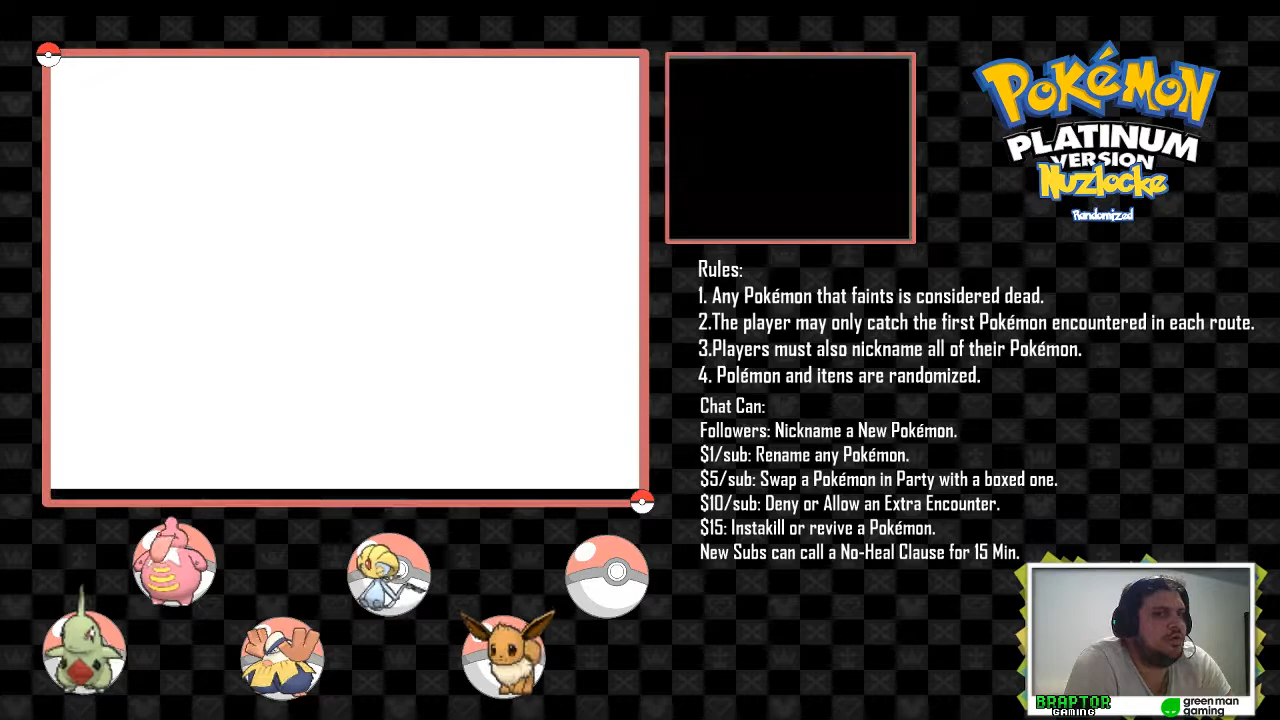 POKéMON
PLATINUM
VERSION
Nuzlocke
Randomized
Rules:
1. Any Pokémon that faints is considered dead.
2.The player may only catch the first Pokémon encountered in each route.
3.Players must also nickname all of their Pokémon.
4. Polémon and itens are randomized.
Chat Can:
Followers: Nickname a New Pokémon.
$1/sub: Rename any Pokémon.
$5/sub: Swap a Pokémon in Party with a boxed one.
$10/sub: Deny or Allow an Extra Encounter.
$15: Instakill or revive a Pokémon.
New Subs can call a No-Heal Clause for 15 Min.
BRAPTOR
GAMING
green man
gaming